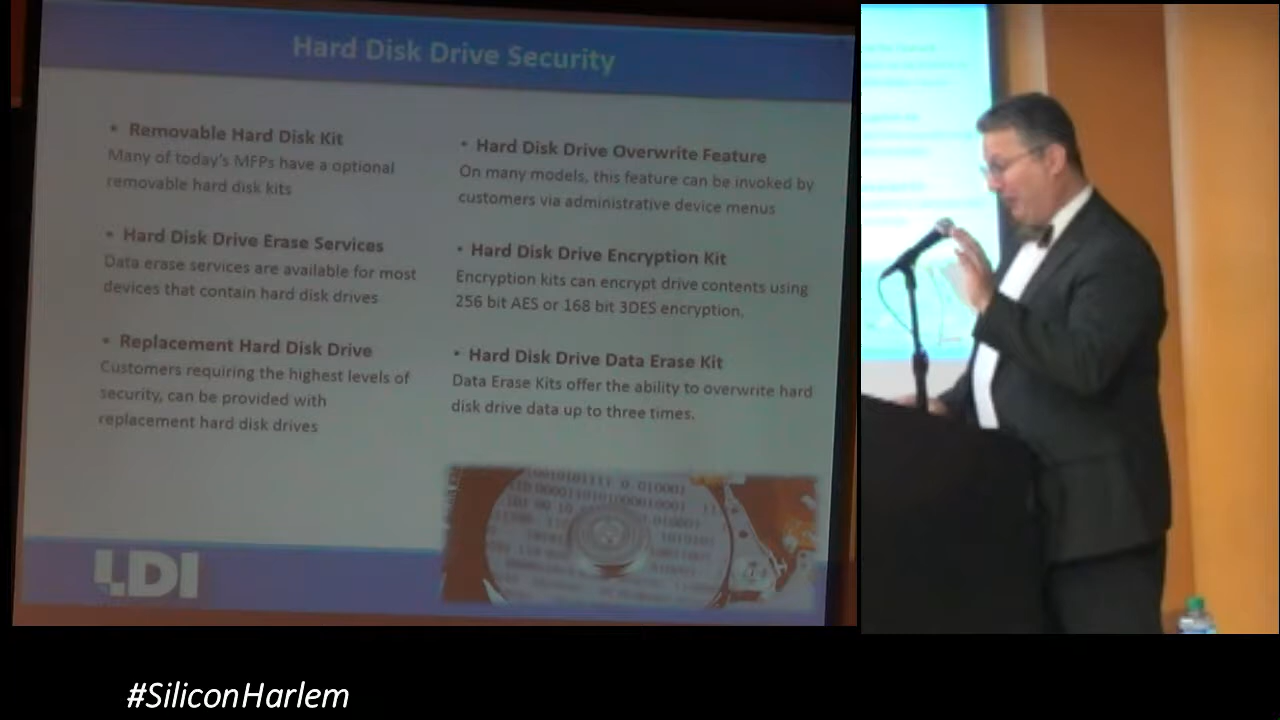 Hard Disk Drive Security
• Removable Hard Disk Kit
Many of today's MFPs have a optional
removable hard disk kits
• Hard Disk Drive Erase Services
Data erase services are available for most
devices that contain hard disk drives
• Replacement Hard Disk Drive
Customers requiring the highest levels of
security, can be provided with
replacement hard disk drives
• Hard Disk Drive Overwrite Feature
On many models, this feature can be invoked by
customers via administrative device menus
• Hard Disk Drive Encryption Kit
Encryption kits can encrypt drive contents using
256 bit AES or 168 bit 3DES encryption.
• Hard Disk Drive Data Erase Kit
Data Erase Kits offer the ability to overwrite hard
disk drive data up to three times.
LDI
#SiliconHarlem